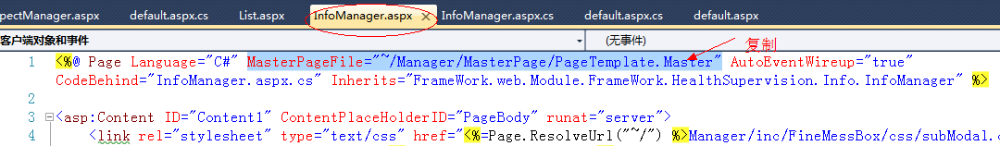 pectManager.aspx default.aspx.cs List.aspx InfoManager.aspx InfoManager.aspx.cs default.aspx.cs default.aspx
客户端对象和事件 (无事件)
复制
1 <%@ Page Language="C#" MasterPageFile="~/Manager/MasterPage/PageTemplate.Master" AutoEventWireup="true"
CodeBehind="InfoManager.aspx.cs" Inherits="FrameWork.web.Module.FrameWork.HealthSupervision.Info.InfoManager" %>
2
3 <asp:Content ID="Content1" ContentPlaceHolderID="PageBody" runat="server">
4 <link rel="stylesheet" type="text/css" href="<%=Page.ResolveUrl("~/") %>Manager/inc/FineMessBox/css/subModal.